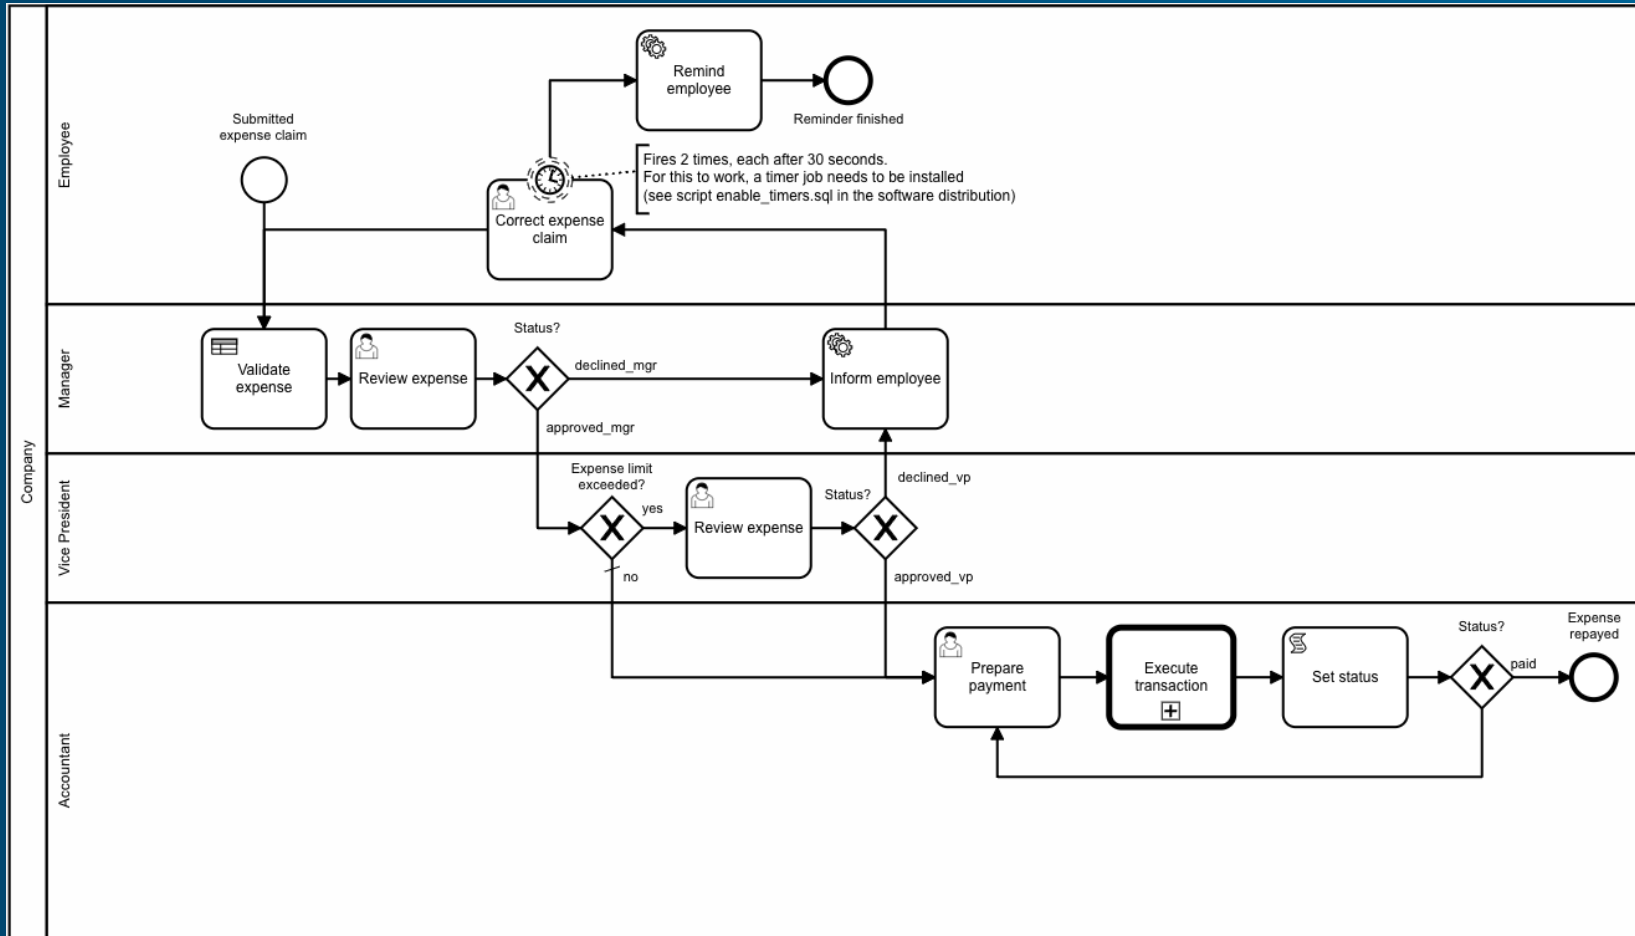 Company
Employee
Submitted
expense claim
Remind
employee
Reminder finished
Fires 2 times, each after 30 seconds.
For this to work, a timer job needs to be installed
(see script enable_timers.sql in the software distribution)
Correct expense
claim
Manager
Validate
expense
Review expense
Status?
declined_mgr
approved_mgr
Inform employee
Vice President
Expense limit
exceeded?
yes
no
Review expense
Status?
declined_vp
approved_vp
Accountant
Prepare
payment
Execute
transaction
Set status
Status?
paid
Expense
repayed